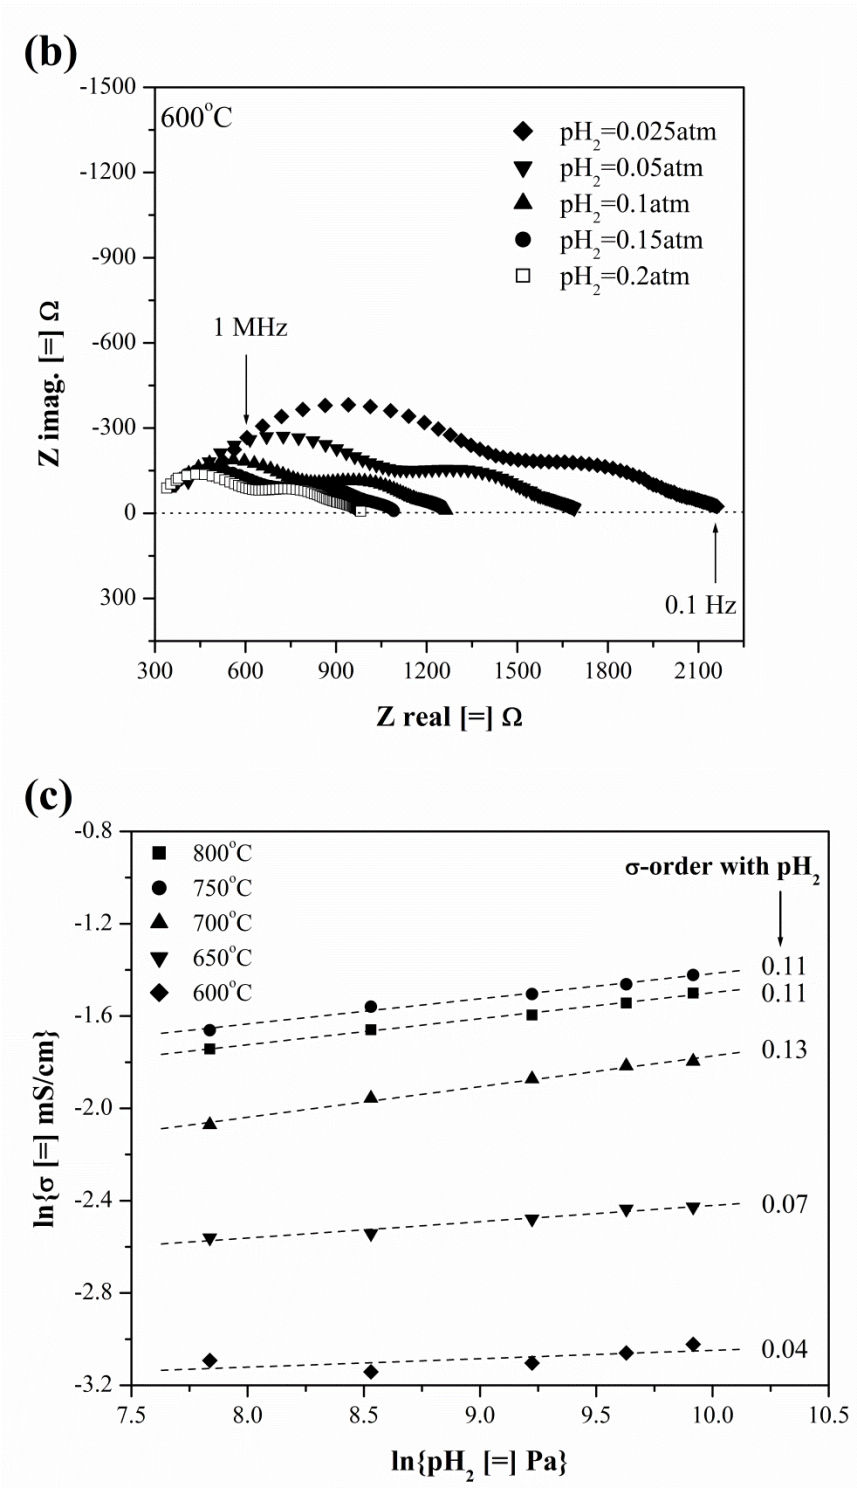 (b)
600°C
pH₂=0.025atm
pH₂=0.05atm
pH₂=0.1atm
pH₂=0.15atm
pH₂=0.2atm
-1500
-1200
-900
-600
-300
0
300
Z imag. [=] Ω
1 MHz
0.1 Hz
300 600 900 1200 1500 1800 2100
Z real [=] Ω
(c)
-0.8
-1.2
-1.6
-2.0
-2.4
-2.8
-3.2
ln{σ [=] mS/cm}
800°C
750°C
700°C
650°C
600°C
σ-order with pH₂
0.11
0.11
0.13
0.07
0.04
7.5 8.0 8.5 9.0 9.5 10.0 10.5
ln{pH₂ [=] Pa}